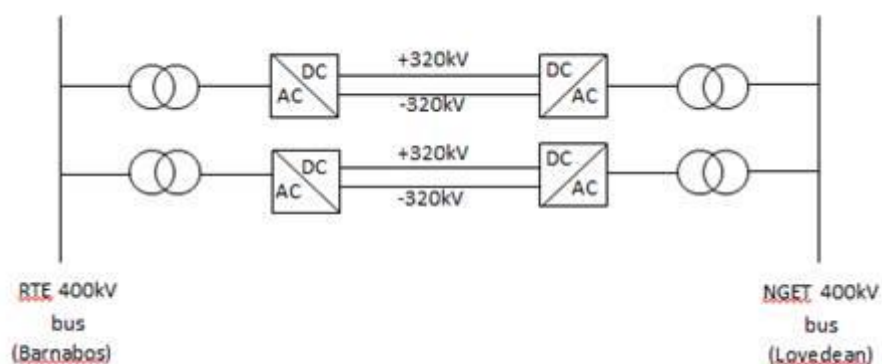 +320kV
DC
AC
-320kV
DC
AC
+320kV
DC
AC
-320kV
DC
AC
RTE 400kV
bus
(Barnabos)
NGET 400kV
bus
(Lovedean)